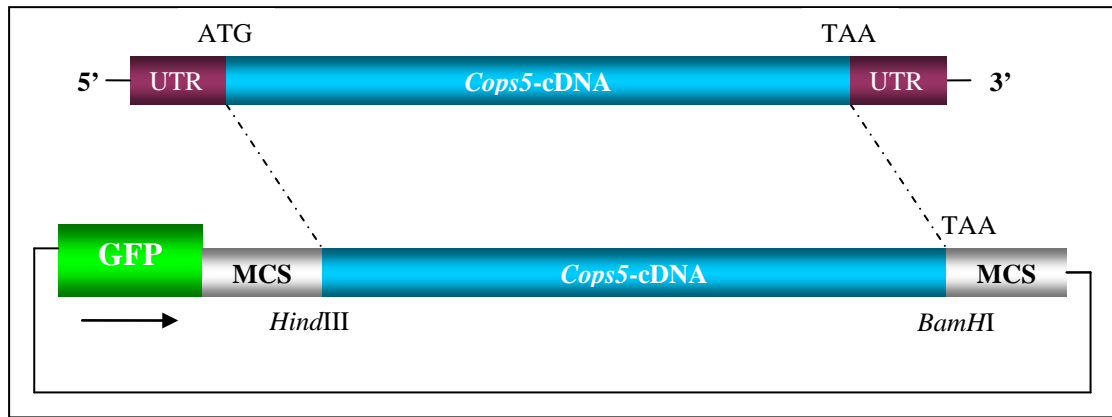 ATG TAA
5’ UTR Cops5-cDNA UTR 3’
TAA
GFP MCS Cops5-cDNA MCS
HindIII BamHI